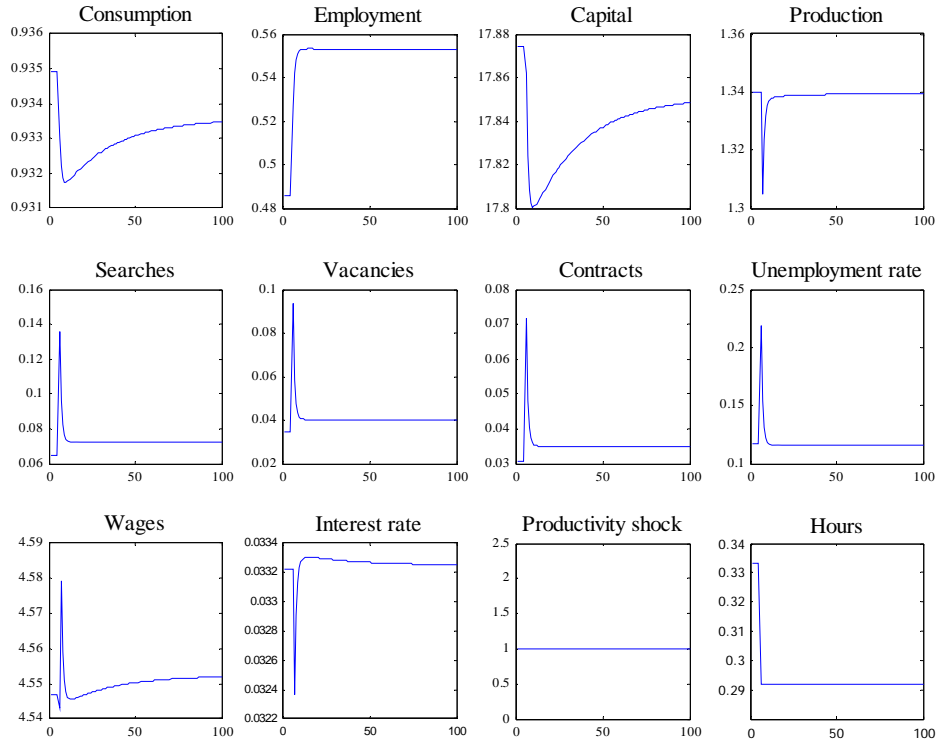 Consumption Employment Capital Production
0.936 0.56 17.88 1.36
0.935 0.54 17.86 1.34
0.934 0.52 17.84
0.933 0.5 17.82 1.32
0.932
0.931 0.48 17.8 1.3
0 50 100 0 50 100 0 50 100 0 50 100
Searches Vacancies Contracts Unemployment rate
0.16 0.1 0.08 0.25
0.14 0.08 0.07
0.12 0.06 0.2
0.1 0.06 0.05 0.15
0.08 0.04 0.04
0.06 0.02 0.03 0.1
0 50 100 0 50 100 0 50 100 0 50 100
Wages Interest rate Productivity shock Hours
4.59 0.0334 2.5 0.34
4.58 0.0332 2 0.33
4.57 0.033 1.5 0.32
4.56 0.0328 1 0.31
4.55 0.0326 0.5 0.3
4.54 0.0324 0 0.29
0.0322
0 50 100 0 50 100 0 50 100 0 50 100